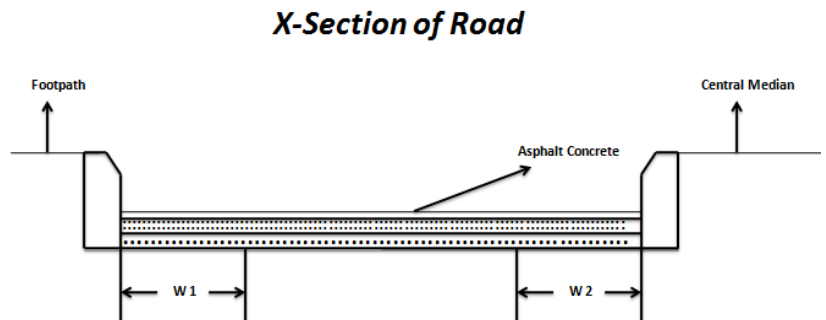 X-Section of Road
Footpath
Central Median
Asphalt Concrete
W 1
W 2